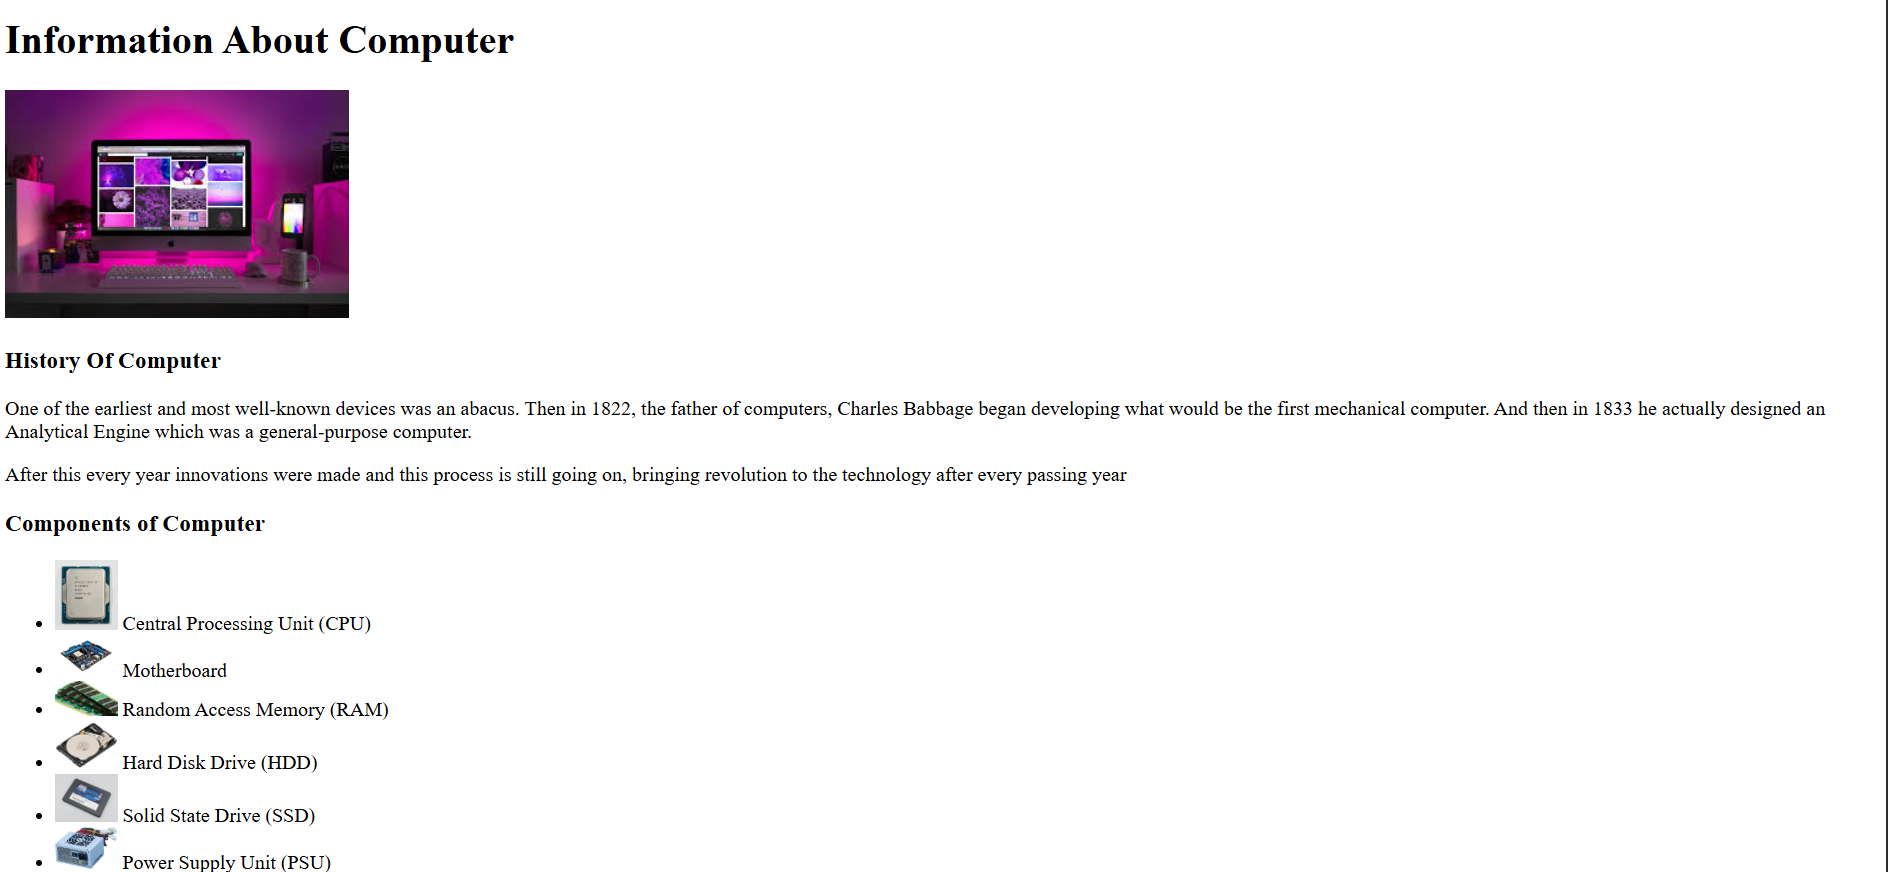 Information About Computer
History Of Computer
One of the earliest and most well-known devices was an abacus. Then in 1822, the father of computers, Charles Babbage began developing what would be the first mechanical computer. And then in 1833 he actually designed an
Analytical Engine which was a general-purpose computer.
After this every year innovations were made and this process is still going on, bringing revolution to the technology after every passing year
Components of Computer
Central Processing Unit (CPU)
Motherboard
Random Access Memory (RAM)
Hard Disk Drive (HDD)
Solid State Drive (SSD)
Power Supply Unit (PSU)